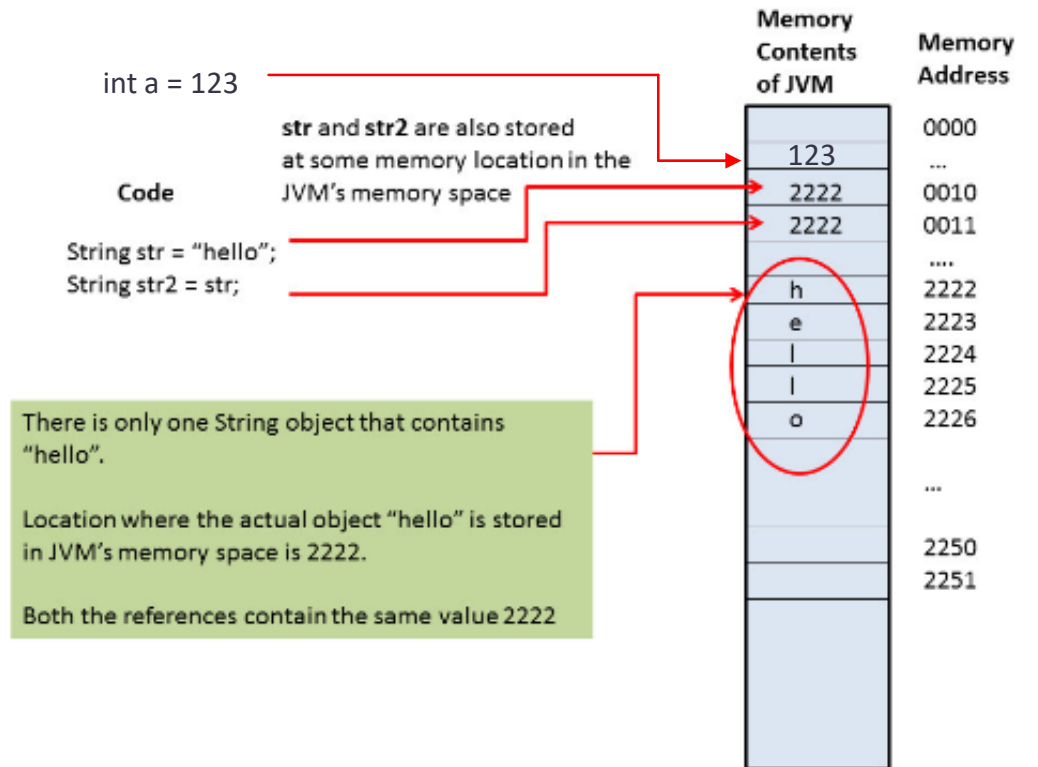 int a = 123
str and str2 are also stored
at some memory location in the
JVM's memory space
Code
String str = “hello”;
String str2 = str;
There is only one String object that contains
“hello”.
Location where the actual object “hello” is stored
in JVM's memory space is 2222.
Both the references contain the same value 2222
Memory
Contents
of JVM
Memory
Address
0000
123
...
2222 0010
2222 0011
....
h 2222
e 2223
l 2224
l 2225
o 2226
...
2250
2251